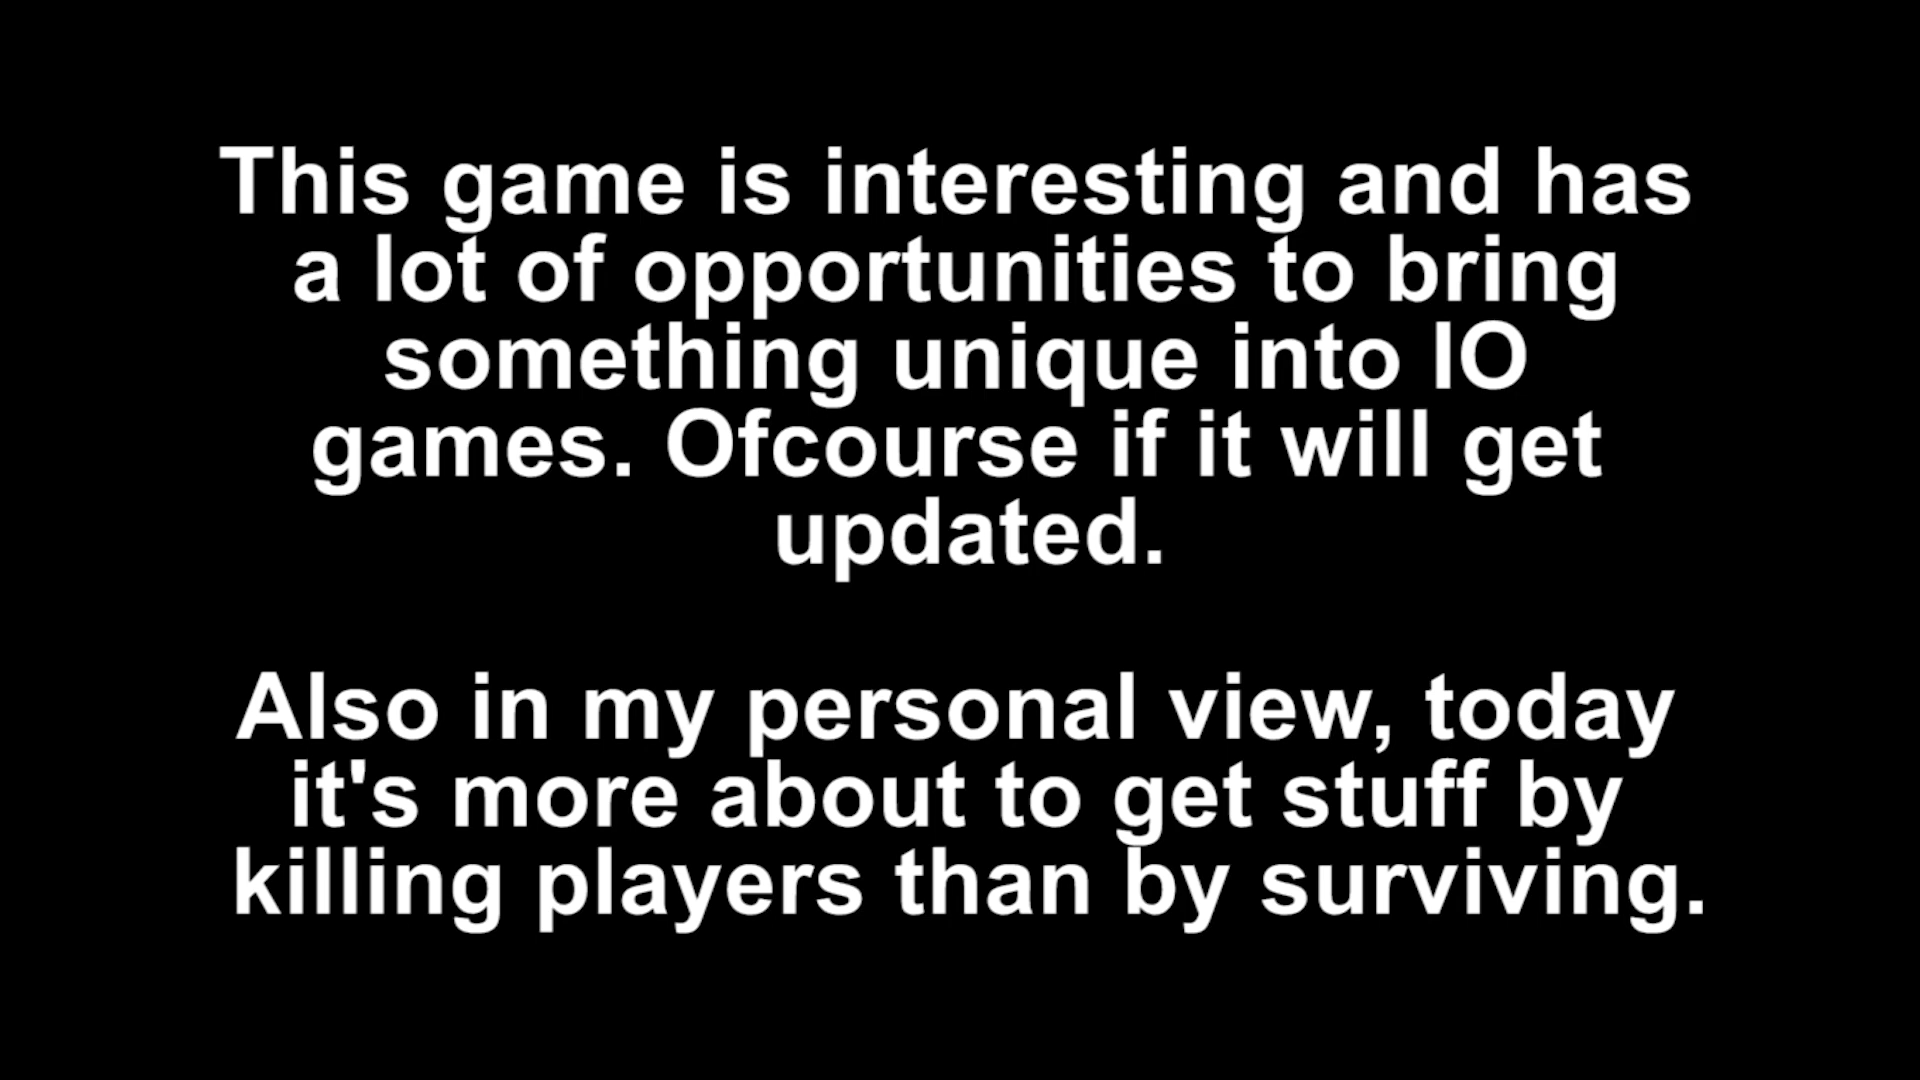 This game is interesting and has
a lot of opportunities to bring
something unique into IO
games. Ofcourse if it will get
updated.
Also in my personal view, today
it's more about to get stuff by
killing players than by surviving.